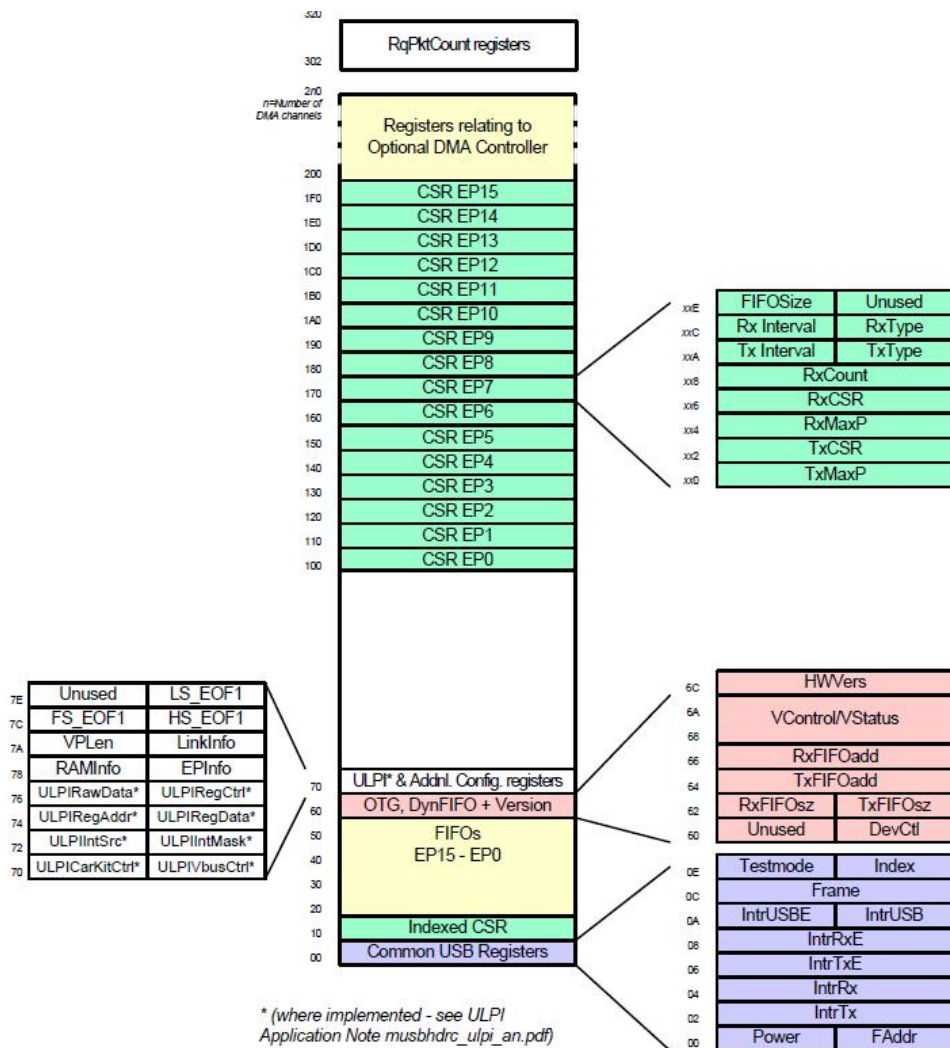 320
RqPktCount registers
302
2n0
n=Number of
DMA channels
Registers relating to
Optional DMA Controller
200
CSR EP15
1F0
CSR EP14
1E0
CSR EP13
1D0
CSR EP12
1C0
CSR EP11
1B0
CSR EP10
1A0
CSR EP9
190
CSR EP8
180
CSR EP7
170
CSR EP6
160
CSR EP5
150
CSR EP4
140
CSR EP3
130
CSR EP2
120
CSR EP1
110
CSR EP0
100
xxE FIFOSize Unused
xxC Rx Interval RxType
xxA Tx Interval TxType
xx8 RxCount
xx6 RxCSR
xx4 RxMaxP
xx2 TxCSR
xx0 TxMaxP
7E Unused LS_EOF1
7C FS_EOF1 HS_EOF1
7A VPLen LinkInfo
78 RAMInfo EPInfo
76 ULPIRawData* ULPIRegCtrl*
74 ULPIRegAddr* ULPIRegData*
72 ULPIIntSrc* ULPIIntMask*
70 ULPICarKitCtrl* ULPIVbusCtrl*
70 ULPI* & Addnl. Config. registers
60 OTG, DynFIFO + Version
50 FIFOs
40 EP15 - EP0
30
20
10 Indexed CSR
00 Common USB Registers
6C HWVers
6A VControl/VStatus
68
66 RxFIFOadd
64 TxFIFOadd
62 RxFIFOsz TxFIFOsz
60 Unused DevCtl
0E Testmode Index
0C Frame
0A IntrUSBE IntrUSB
08 IntrRxE
06 IntrTxE
04 IntrRx
02 IntrTx
00 Power FAddr
* (where implemented - see ULPI
Application Note musbhdrc_ulpi_an.pdf)